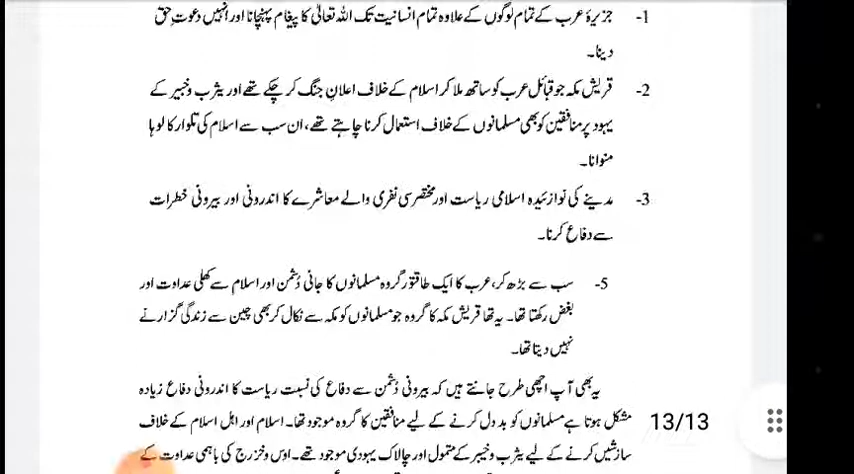 1- جزیرۂ عرب کے تمام لوگوں کے علاوہ تمام انسانیت تک اللہ تعالیٰ کا پیغام پہنچانا اور انہیں دعوتِ حق
دینا۔
2- قریش مکہ جو قبائل عرب کو ساتھ ملا کر اسلام کے خلاف اعلانِ جنگ کر چکے تھے اور یثرب و خیبر کے
یہود پر منافقین کو بھی مسلمانوں کے خلاف استعمال کرنا چاہتے تھے، ان سب سے اسلام کی تلوار کا لوہا
منوانا۔
3- مدینے کی نوازئیدہ اسلامی ریاست اور مختصر سی نفری والے معاشرے کا اندرونی اور بیرونی خطرات
سے دفاع کرنا۔
5- سب سے بڑھ کر، عرب کا ایک طاقتور گروہ مسلمانوں کا جانی دشمن اور اسلام سے کھلی عداوت اور
بغض رکھتا تھا۔ یہ تھا قریش مکہ کا گروہ جو مسلمانوں کو مکہ سے نکال کر بھی چین سے زندگی گزارنے
نہیں دیتا تھا۔
یہ بھی آپ اچھی طرح جانتے ہیں کہ بیرونی دشمن سے دفاع کی نسبت ریاست کا اندرونی دفاع زیادہ
مشکل ہوتا ہے مسلمانوں کو بد دل کرنے کے لیے منافقین کا گروہ موجود تھا۔ اسلام اور اہل اسلام کے خلاف
13/13
سازشیں کرنے کے لیے یثرب و خیبر کے متمول اور چالاک یہودی موجود تھے۔ اوس و خزرج کی باہمی عداوت کے